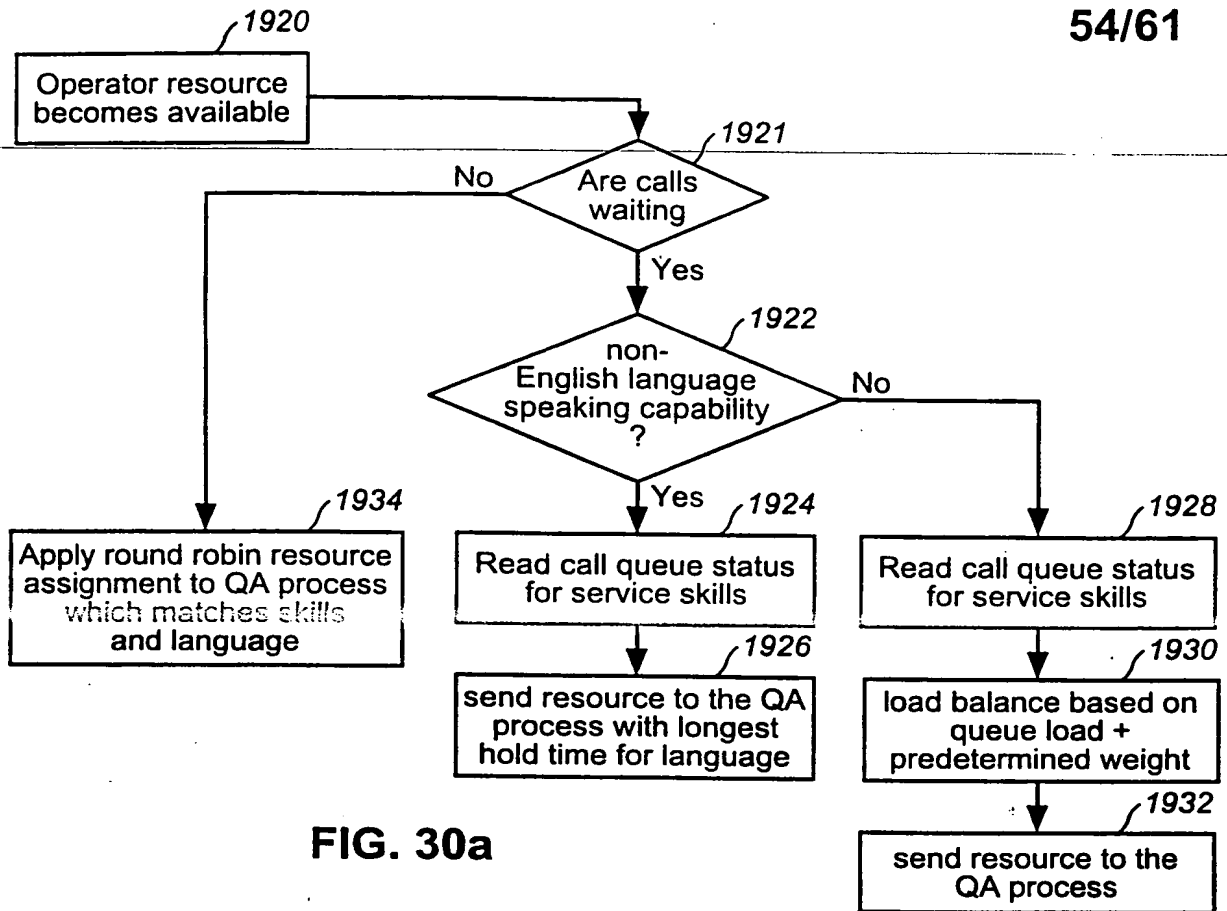 54/61
1920
Operator resource
becomes available
1921
Are calls
waiting
No
Yes
1922
non-
English language
speaking capability
?
No
Yes
1934
Apply round robin resource
assignment to QA process
which matches skills
and language
1924
Read call queue status
for service skills
1926
send resource to the QA
process with longest
hold time for language
1928
Read call queue status
for service skills
1930
load balance based on
queue load +
predetermined weight
1932
send resource to the
QA process
FIG. 30a